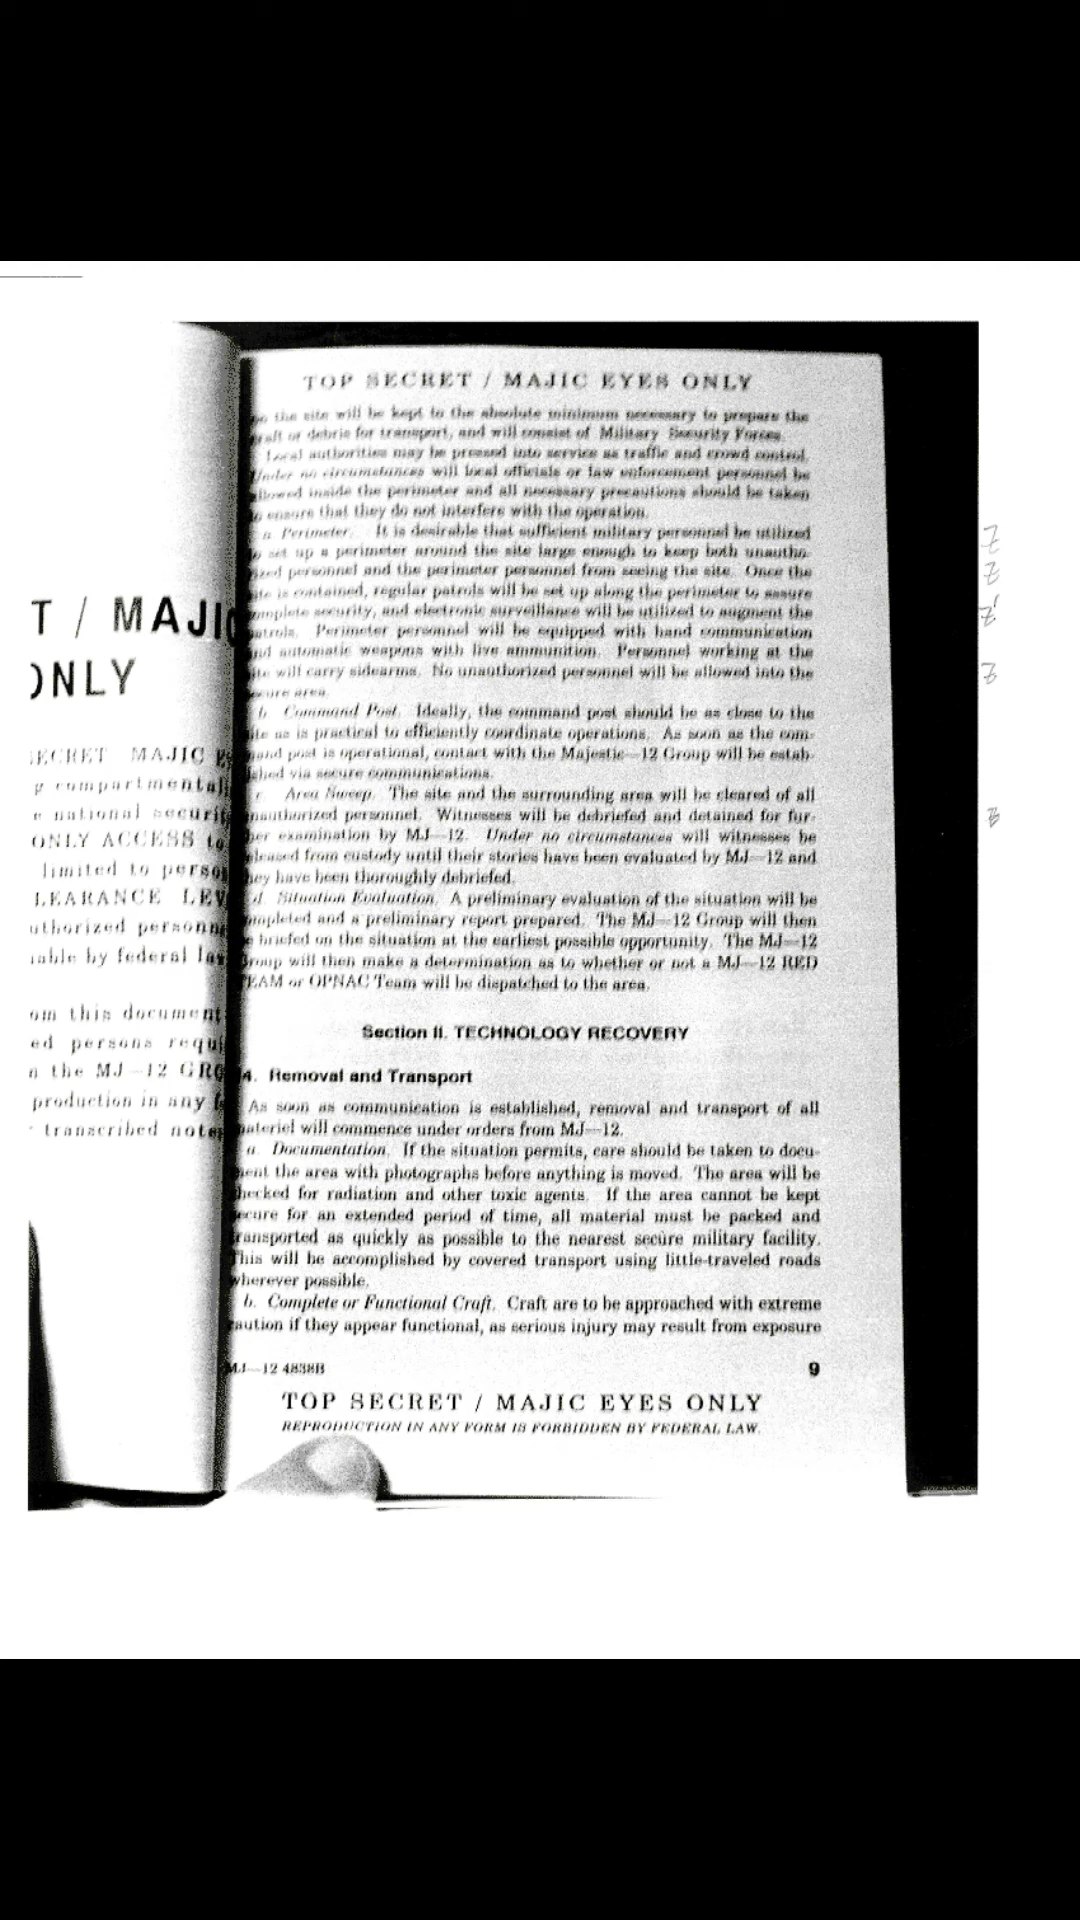 T / MAJIC
ONLY
SECRET MAJIC
compartmental
e national securi
ONLY ACCESS to
limited to perso
LEARANCE LEV
uthorized personn
able by federal la
om this document
ed persons requ
n the MJ—12 GRO
production in any f
transcribed note
TOP SECRET / MAJIC EYES ONLY
on the site will be kept to the absolute minimum necessary to prepare the
raft or debris for transport, and will consist of Military Security Forces.
Local authorities may be pressed into service as traffic and crowd control.
Under no circumstances will local officials or law enforcement personnel be
llowed inside the perimeter and all necessary precautions should be taken
o ensure that they do not interfere with the operation.
a. Perimeter. It is desirable that sufficient military personnel be utilized
o set up a perimeter around the site large enough to keep both unautho-
ized personnel and the perimeter personnel from seeing the site. Once the
ite is contained, regular patrols will be set up along the perimeter to assure
omplete security, and electronic surveillance will be utilized to augment the
atrols. Perimeter personnel will be equipped with hand communication
nd automatic weapons with live ammunition. Personnel working at the
ite will carry sidearms. No unauthorized personnel will be allowed into the
ecure area.
b. Command Post. Ideally, the command post should be as close to the
ite as is practical to efficiently coordinate operations. As soon as the com-
mand post is operational, contact with the Majestic—12 Group will be estab-
lished via secure communications.
c. Area Sweep. The site and the surrounding area will be cleared of all
unauthorized personnel. Witnesses will be debriefed and detained for fur-
her examination by MJ—12. Under no circumstances will witnesses be
eleased from custody until their stories have been evaluated by MJ—12 and
hey have been thoroughly debriefed.
d. Situation Evaluation. A preliminary evaluation of the situation will be
ompleted and a preliminary report prepared. The MJ—12 Group will then
e briefed on the situation at the earliest possible opportunity. The MJ—12
Group will then make a determination as to whether or not a MJ—12 RED
TEAM or OPNAC Team will be dispatched to the area.
Section II. TECHNOLOGY RECOVERY
4. Removal and Transport
As soon as communication is established, removal and transport of all
materiel will commence under orders from MJ—12.
a. Documentation. If the situation permits, care should be taken to docu-
ment the area with photographs before anything is moved. The area will be
checked for radiation and other toxic agents. If the area cannot be kept
ecure for an extended period of time, all material must be packed and
transported as quickly as possible to the nearest secure military facility.
This will be accomplished by covered transport using little-traveled roads
wherever possible.
b. Complete or Functional Craft. Craft are to be approached with extreme
caution if they appear functional, as serious injury may result from exposure
MJ—12 4838B
9
TOP SECRET / MAJIC EYES ONLY
REPRODUCTION IN ANY FORM IS FORBIDDEN BY FEDERAL LAW.